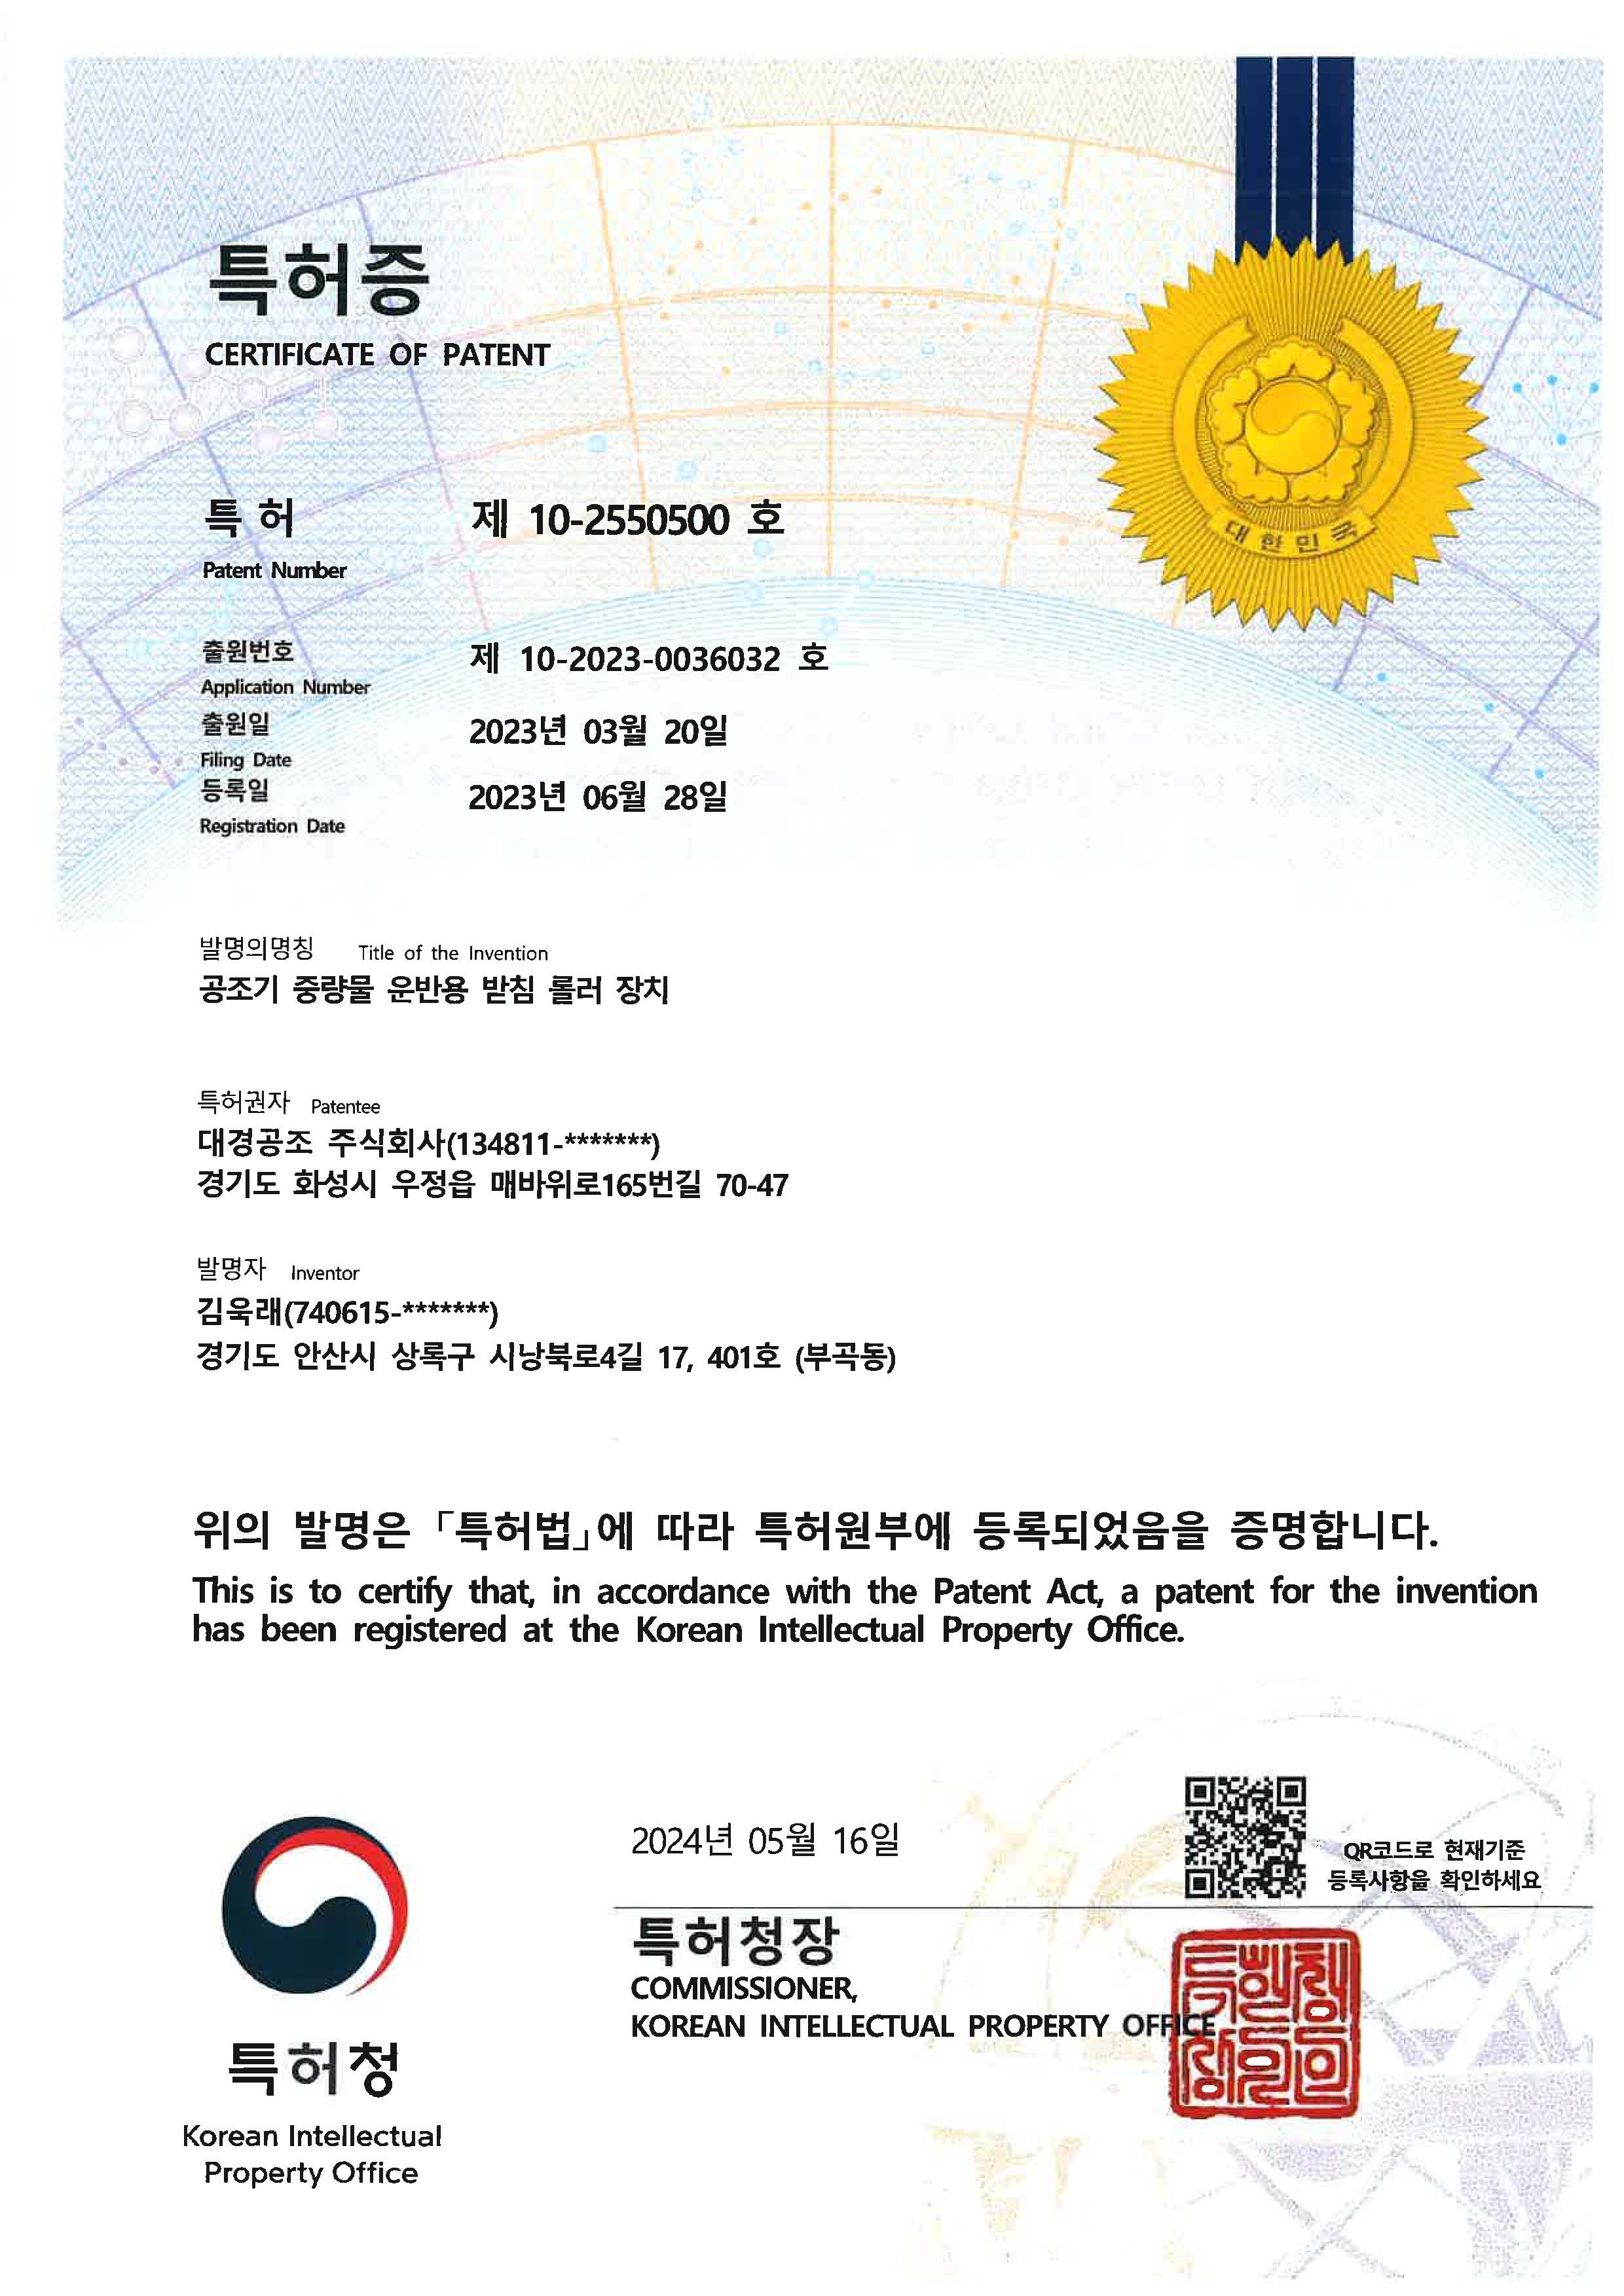 특허증
CERTIFICATE OF PATENT
대한민국
특 허 제 10-2550500 호
Patent Number
출원번호 제 10-2023-0036032 호
Application Number
출원일 2023년 03월 20일
Filing Date
등록일 2023년 06월 28일
Registration Date
발명의명칭 Title of the Invention
공조기 중량물 운반용 받침 롤러 장치
특허권자 Patentee
대경공조 주식회사(134811-*******)
경기도 화성시 우정읍 매바위로165번길 70-47
발명자 Inventor
김욱래(740615-*******)
경기도 안산시 상록구 시낭북로4길 17, 401호 (부곡동)
위의 발명은 「특허법」에 따라 특허원부에 등록되었음을 증명합니다.
This is to certify that, in accordance with the Patent Act, a patent for the invention
has been registered at the Korean Intellectual Property Office.
2024년 05월 16일
QR코드로 현재기준
등록사항을 확인하세요
특허청장
COMMISSIONER,
KOREAN INTELLECTUAL PROPERTY OFFICE
특허청
Korean Intellectual
Property Office